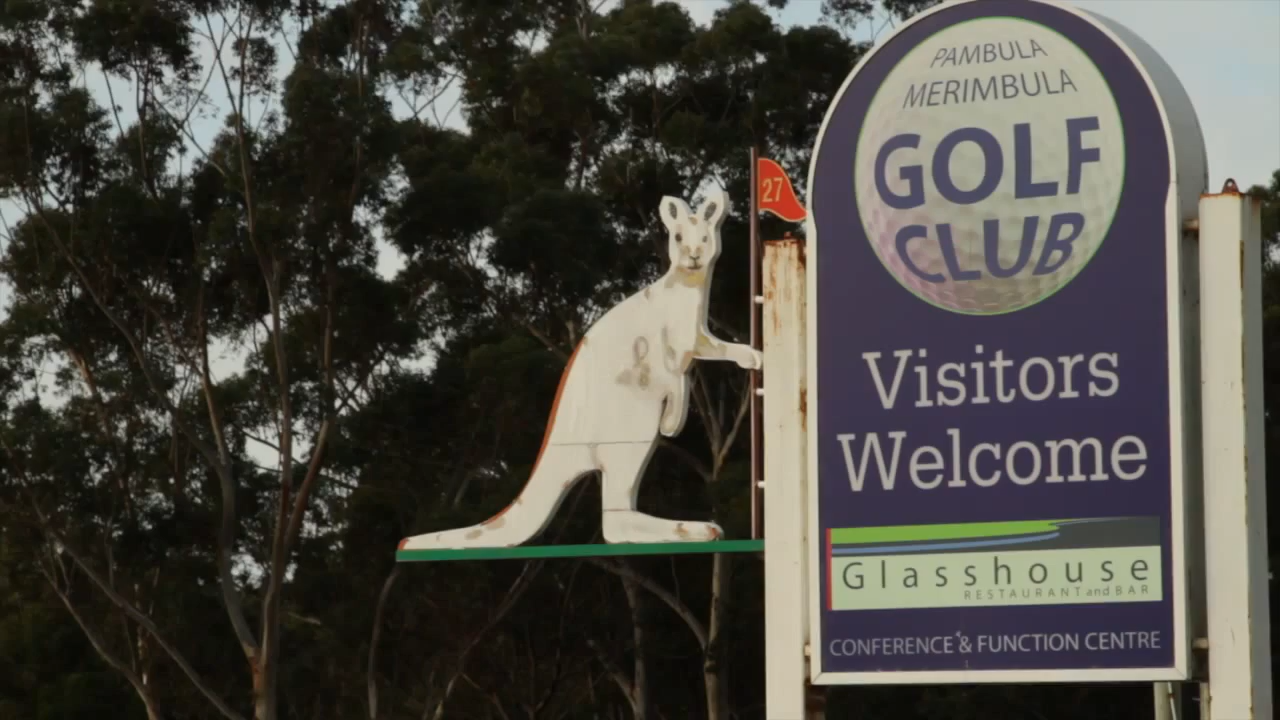 27
PAMBULA
MERIMBULA
GOLF
CLUB
Visitors
Welcome
Glasshouse
RESTAURANT and BAR
CONFERENCE & FUNCTION CENTRE